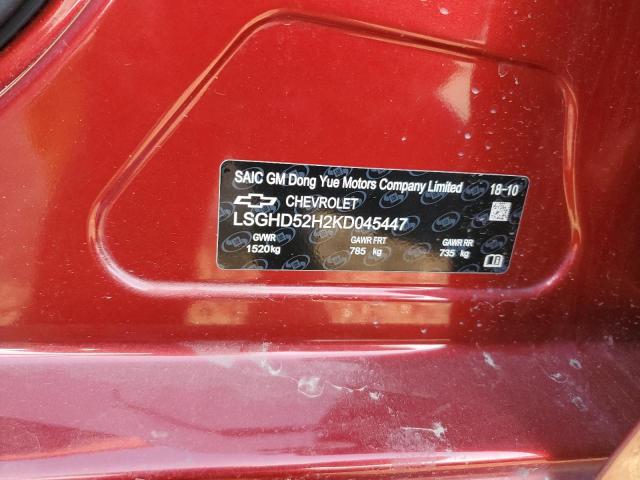 SAIC GM Dong Yue Motors Company Limited 18-10
CHEVROLET
LSGHD52H2KD045447
GVWR GAWR FRT GAWR RR
1520kg 785 kg 735 kg